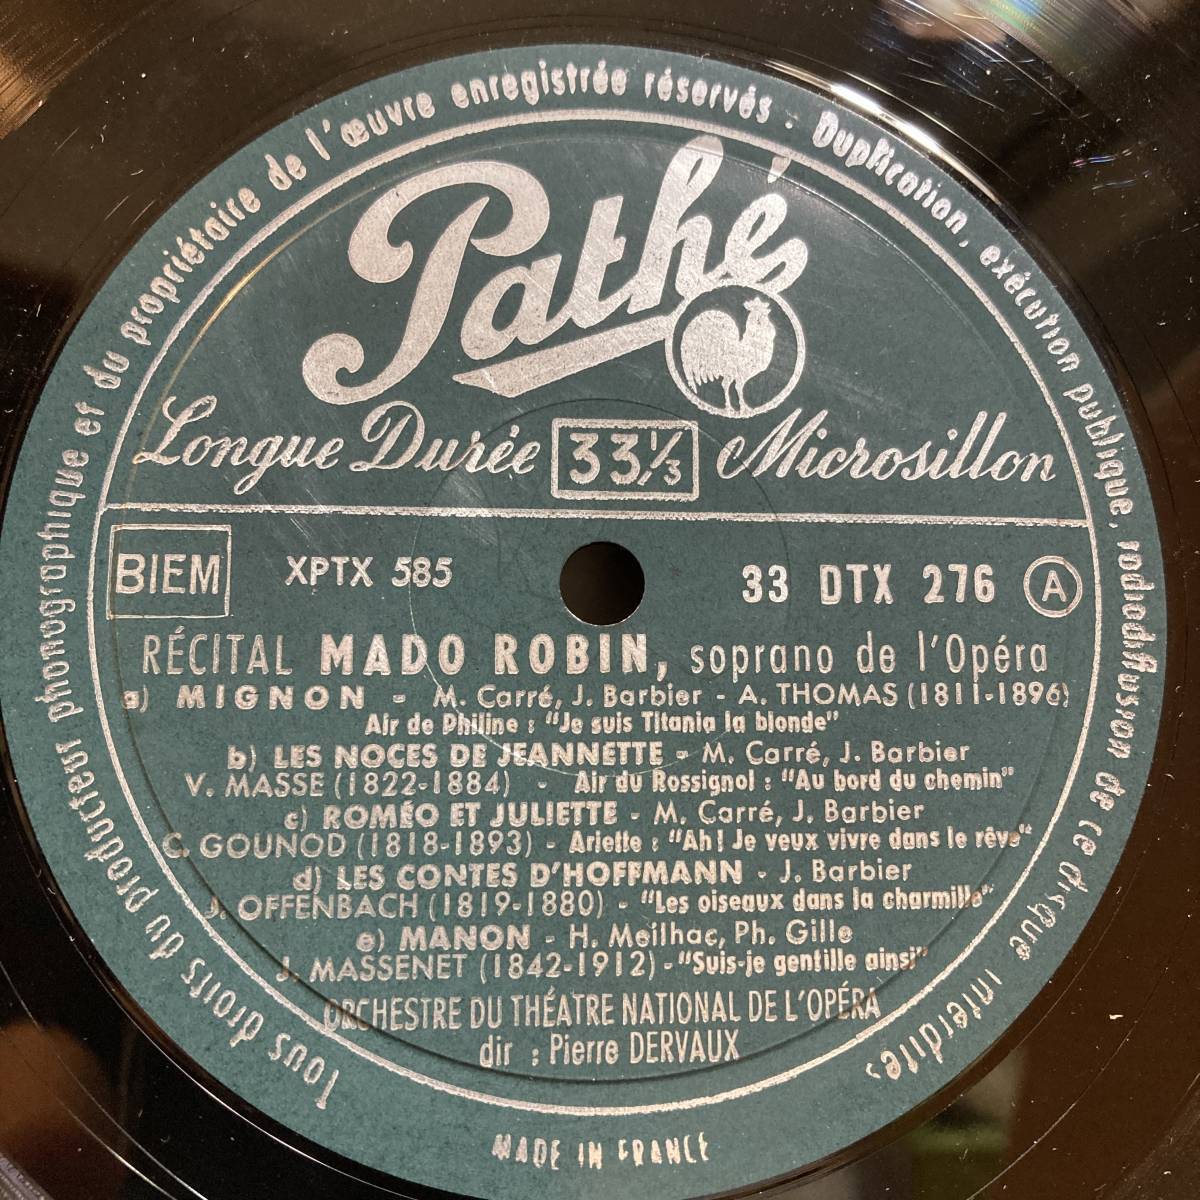 Tous droits du producteur phonographique et du propriétaire de l'œuvre enregistrée réservés. Duplication, exécution publique, radiodiffusion de ce disque interdites
Pathé
Longue Durée 33 1/3 Microsillon
BIEM XPTX 585 33 DTX 276 A
RÉCITAL MADO ROBIN, soprano de l'Opéra
a) MIGNON - M. Carré, J. Barbier - A. THOMAS (1811-1896)
Air de Philine : "Je suis Titania la blonde"
b) LES NOCES DE JEANNETTE - M. Carré, J. Barbier
V. MASSE (1822-1884) - Air du Rossignol : "Au bord du chemin"
c) ROMÉO ET JULIETTE - M. Carré, J. Barbier
C. GOUNOD (1818-1893) - Ariette : "Ah! Je veux vivre dans le rêve"
d) LES CONTES D'HOFFMANN - J. Barbier
J. OFFENBACH (1819-1880) - "Les oiseaux dans la charmille"
e) MANON - H. Meilhac, Ph. Gille
J. MASSENET (1842-1912) - "Suis-je gentille ainsi"
ORCHESTRE DU THÉATRE NATIONAL DE L'OPÉRA
dir : Pierre DERVAUX
MADE IN FRANCE